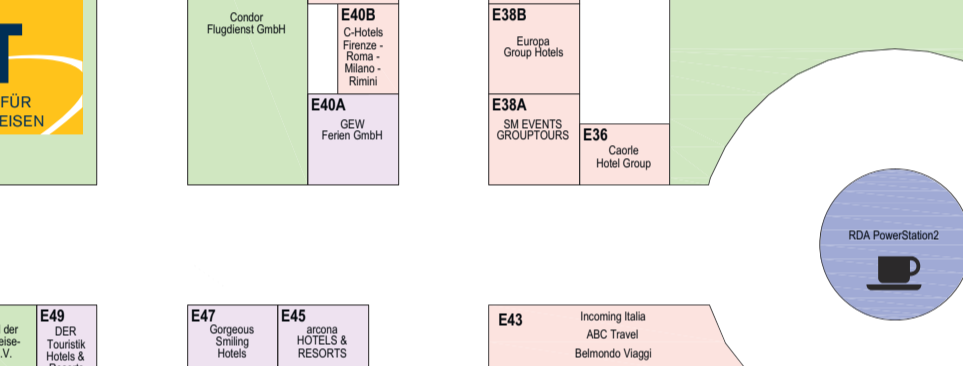 T
FÜR
EISEN
Condor
Flugdienst GmbH
E40B
C-Hotels
Firenze -
Roma -
Milano -
Rimini
E40A
GEW
Ferien GmbH
E38B
Europa
Group Hotels
E38A
SM EVENTS
GROUPTOURS
E36
Caorle
Hotel Group
RDA PowerStation2
der
eise-
.V.
E49
DER
Touristik
Hotels &
E47
Gorgeous
Smiling
Hotels
E45
arcona
HOTELS &
RESORTS
E43
Incoming Italia
ABC Travel
Belmondo Viaggi